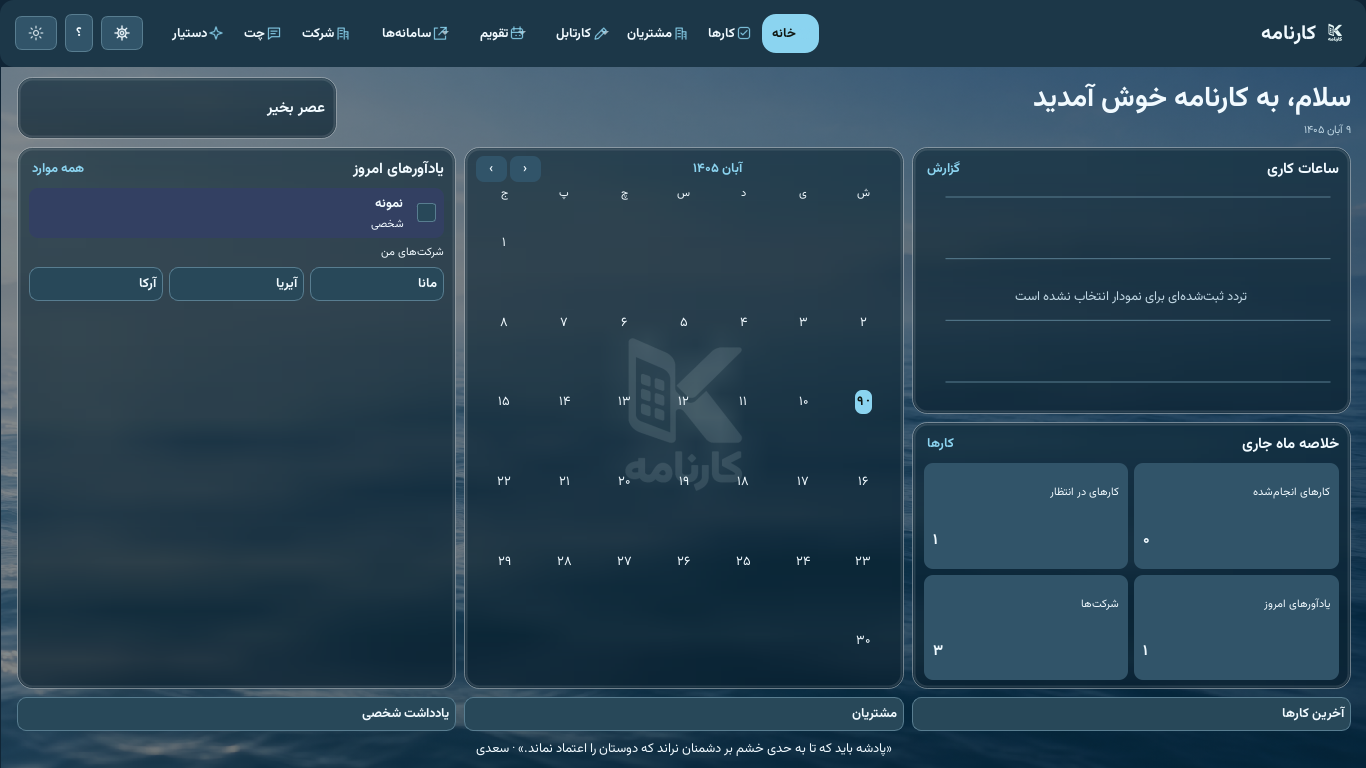 کارنامه
خانه
کارها
مشتریان
کارتابل
تقویم
سامانه‌ها
شرکت
چت
دستیار
؟
سلام، به کارنامه خوش آمدید
۹ آبان ۱۴۰۵
عصر بخیر
ساعات کاری
گزارش
تردد ثبت‌شده‌ای برای نمودار انتخاب نشده است
خلاصه ماه جاری
کارها
کارهای انجام‌شده
۰
کارهای در انتظار
۱
یادآورهای امروز
۱
شرکت‌ها
۳
آبان ۱۴۰۵
‹ ›
ش ی د س چ پ ج
۱
۲ ۳ ۴ ۵ ۶ ۷ ۸
۹ ۱۰ ۱۱ ۱۲ ۱۳ ۱۴ ۱۵
۱۶ ۱۷ ۱۸ ۱۹ ۲۰ ۲۱ ۲۲
۲۳ ۲۴ ۲۵ ۲۶ ۲۷ ۲۸ ۲۹
۳۰
کارنامه
یادآورهای امروز
همه موارد
نمونه
شخصی
شرکت‌های من
مانا
آیریا
آرکا
آخرین کارها
مشتریان
یادداشت شخصی
«پادشه باید که تا به حدی خشم بر دشمنان نراند که دوستان را اعتماد نماند.» · سعدی